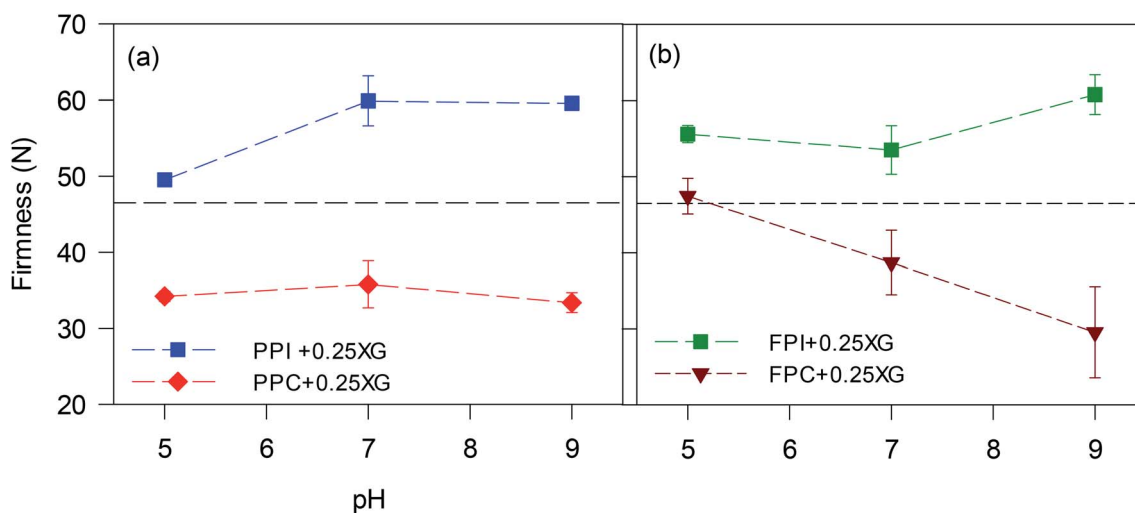 70
60
50
40
30
20
Firmness (N)
(a)
PPI +0.25XG
PPC+0.25XG
5 6 7 8 9
pH
(b)
FPI+0.25XG
FPC+0.25XG
5 6 7 8 9